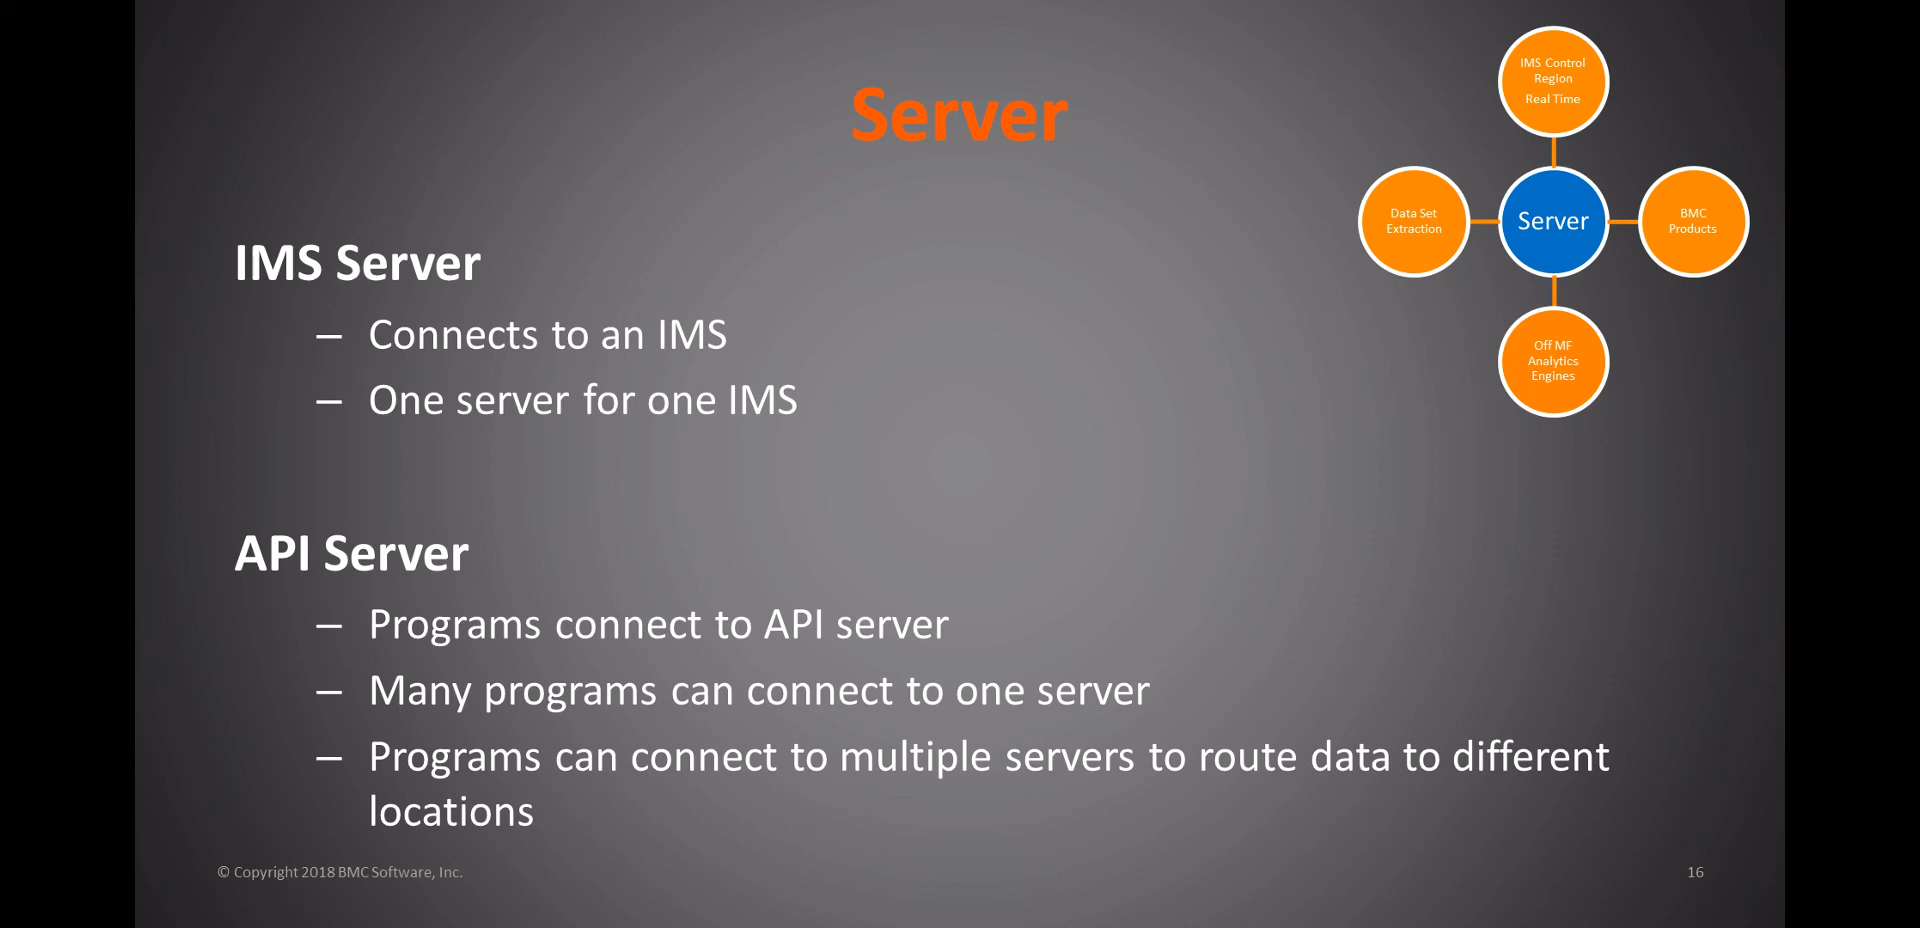 Server
IMS Control
Region
Real Time
Data Set
Extraction
Server
BMC
Products
Off MF
Analytics
Engines
IMS Server
– Connects to an IMS
– One server for one IMS
API Server
– Programs connect to API server
– Many programs can connect to one server
– Programs can connect to multiple servers to route data to different
locations
© Copyright 2018 BMC Software, Inc.
16